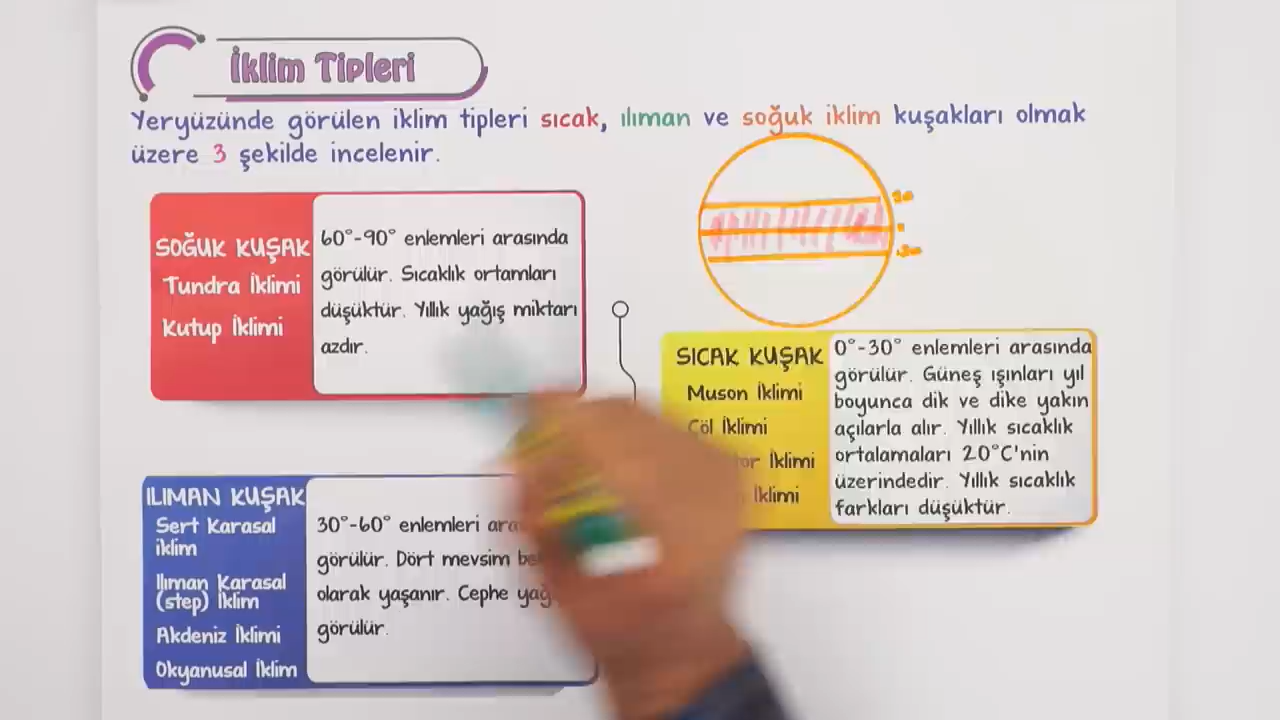 İklim Tipleri
Yeryüzünde görülen iklim tipleri sıcak, ılıman ve soğuk iklim kuşakları olmak
üzere 3 şekilde incelenir.
SOĞUK KUŞAK
Tundra İklimi
Kutup İklimi
60°-90° enlemleri arasında
görülür. Sıcaklık ortamları
düşüktür. Yıllık yağış miktarı
azdır.
SICAK KUŞAK
Muson İklimi
Çöl İklimi
İklimi
İklimi
0°-30° enlemleri arasında
görülür. Güneş ışınları yıl
boyunca dik ve dike yakın
açılarla alır. Yıllık sıcaklık
ortalamaları 20°C'nin
üzerindedir. Yıllık sıcaklık
farkları düşüktür.
ILIMAN KUŞAK
Sert Karasal
iklim
Ilıman Karasal
(step) İklim
Akdeniz İklimi
Okyanusal İklim
30°-60° enlemleri
görülür. Dört mevsim
olarak yaşanır. Cephe
görülür.